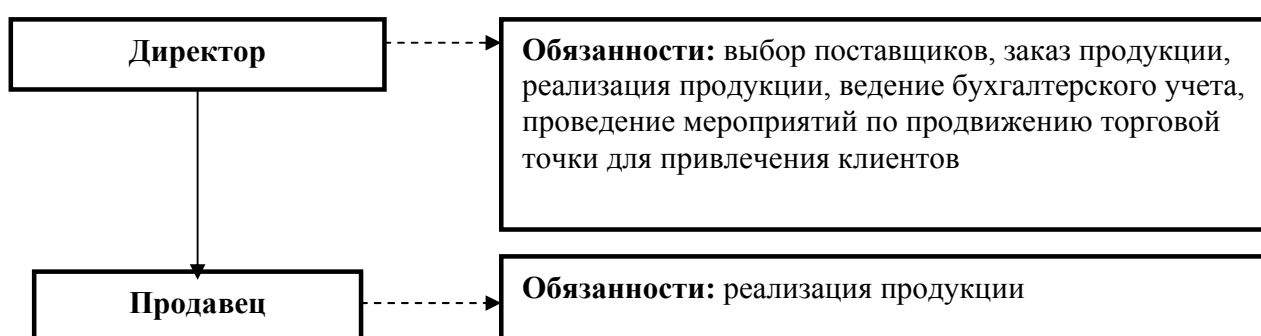 Директор
Обязанности: выбор поставщиков, заказ продукции,
реализация продукции, ведение бухгалтерского учета,
проведение мероприятий по продвижению торговой
точки для привлечения клиентов
Продавец
Обязанности: реализация продукции